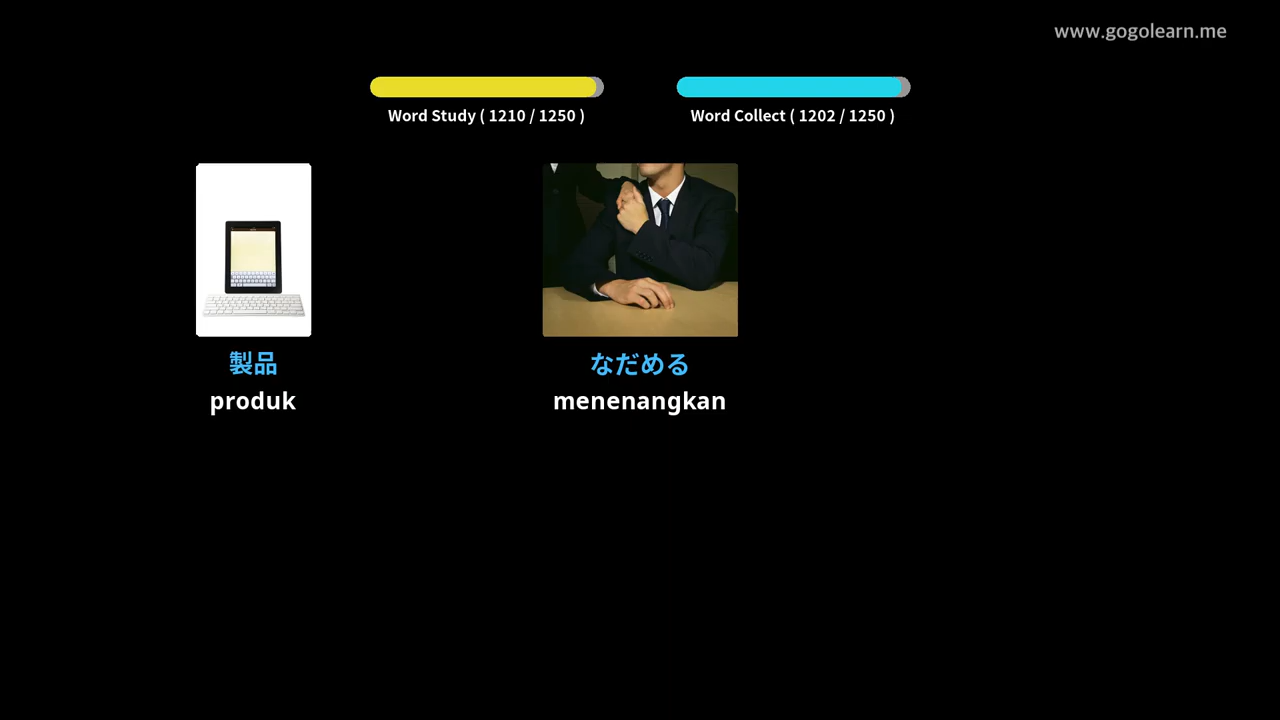 www.gogolearn.me
Word Study ( 1210 / 1250 )
Word Collect ( 1202 / 1250 )
製品
produk
なだめる
menenangkan